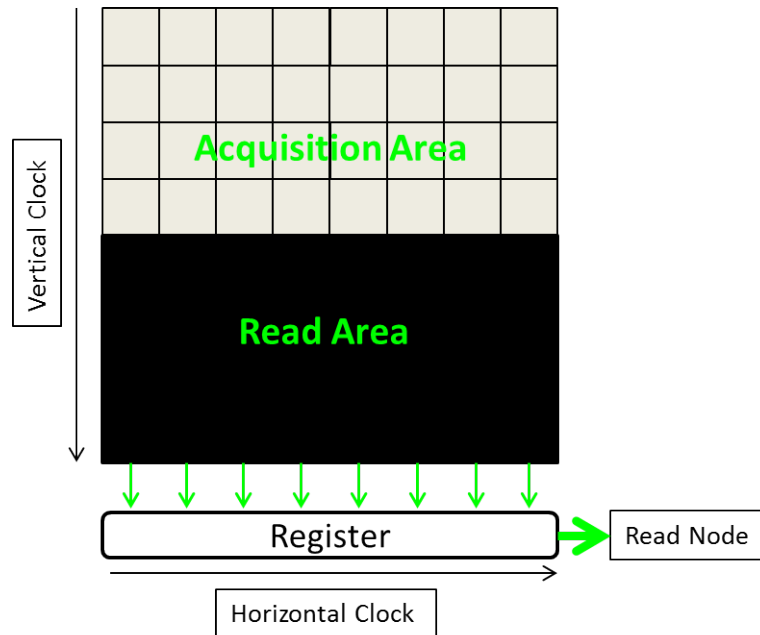 Vertical Clock
Acquisition Area
Read Area
Register
Read Node
Horizontal Clock